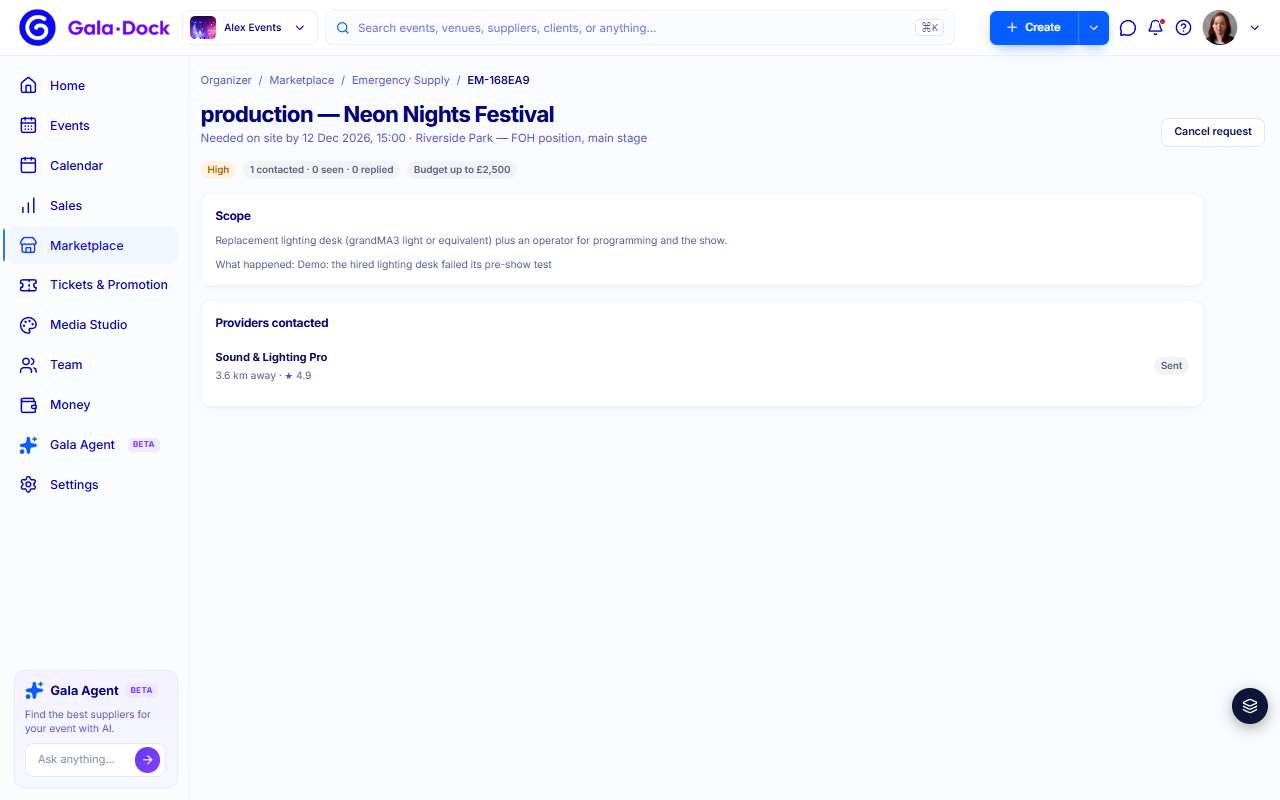 Gala·Dock
Alex Events
Search events, venues, suppliers, clients, or anything...
⌘K
+ Create
Home
Events
Calendar
Sales
Marketplace
Tickets & Promotion
Media Studio
Team
Money
Gala Agent BETA
Settings
Organizer / Marketplace / Emergency Supply / EM-168EA9
production — Neon Nights Festival
Needed on site by 12 Dec 2026, 15:00 · Riverside Park — FOH position, main stage
Cancel request
High
1 contacted · 0 seen · 0 replied
Budget up to £2,500
Scope
Replacement lighting desk (grandMA3 light or equivalent) plus an operator for programming and the show.
What happened: Demo: the hired lighting desk failed its pre-show test
Providers contacted
Sound & Lighting Pro
3.6 km away · ★ 4.9
Sent
Gala Agent BETA
Find the best suppliers for
your event with AI.
Ask anything...